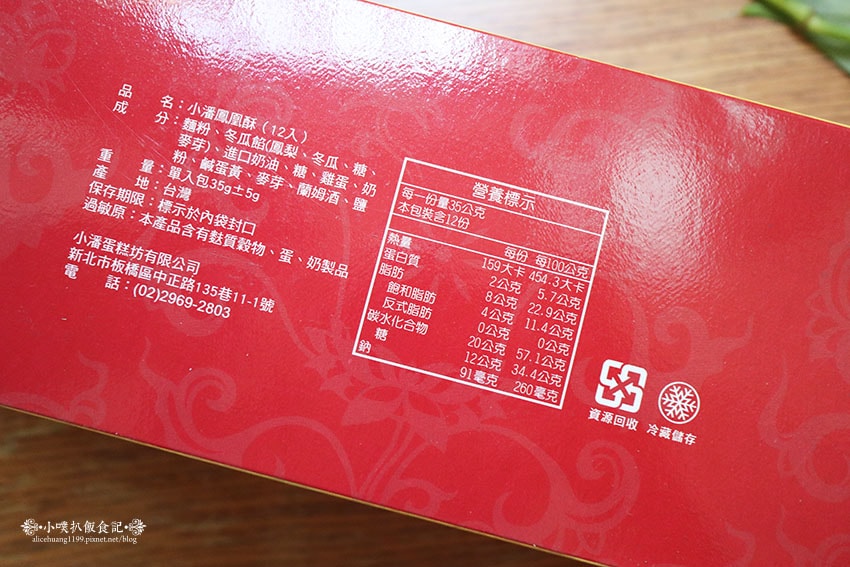 品　　名：小潘鳳凰酥（12入）
成　　分：麵粉、冬瓜餡(鳳梨、冬瓜、糖、
麥芽)、進口奶油、糖、雞蛋、奶
粉、鹹蛋黃、麥芽、蘭姆酒、鹽
重　　量：單入包35g±5g
產　　地：台灣
保存期限：標示於內袋封口
過敏原：本產品含有麩質穀物、蛋、奶製品
小潘蛋糕坊有限公司
新北市板橋區中正路135巷11-1號
電　　話：(02)2969-2803
營養標示
每一份量35公克
本包裝含12份
每份 每100公克
熱量 159大卡 454.3大卡
蛋白質 2公克 5.7公克
脂肪 8公克 22.9公克
飽和脂肪 4公克 11.4公克
反式脂肪 0公克 0公克
碳水化合物 20公克 57.1公克
糖 12公克 34.4公克
鈉 91毫克 260毫克
資源回收 冷藏儲存
小噗扒飯食記
alicehuang1199.pixnet.net/blog